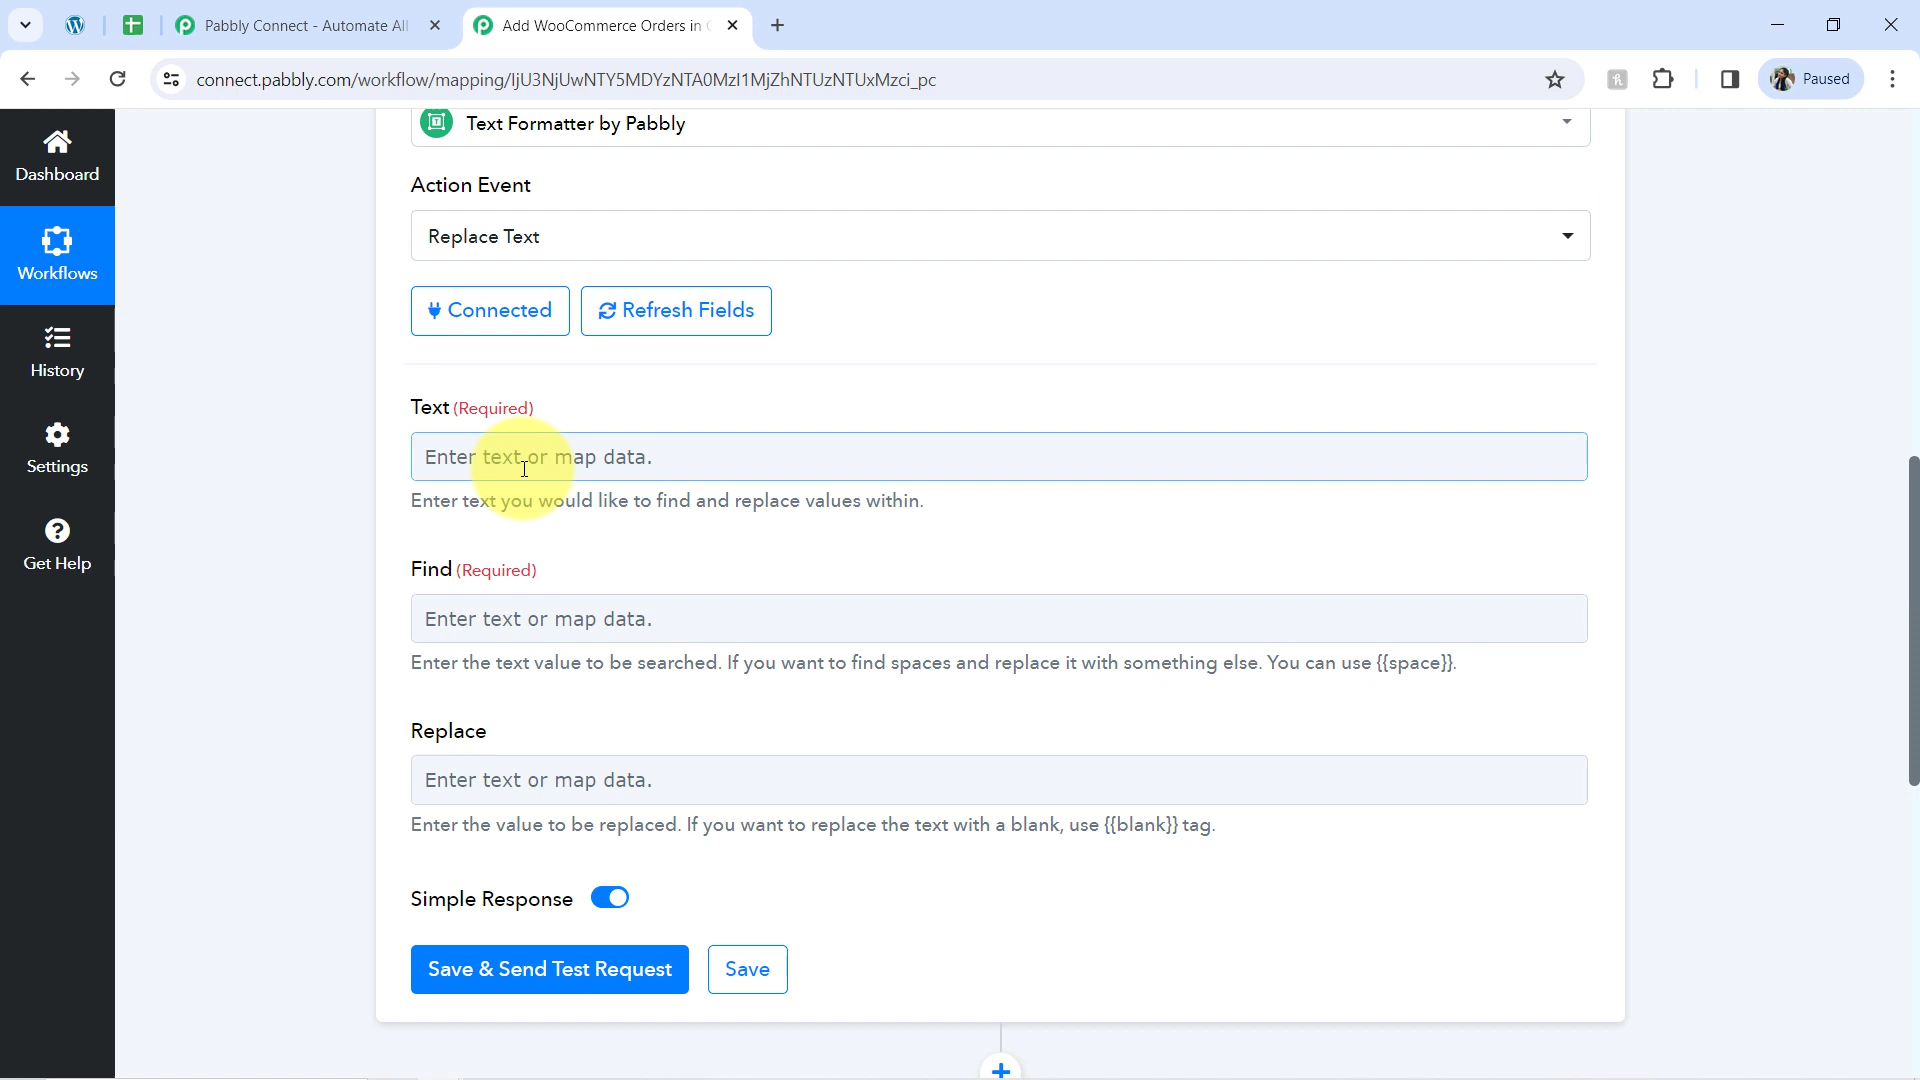 Pabbly Connect - Automate All
Add WooCommerce Orders in
connect.pabbly.com/workflow/mapping/IjU3NjUwNTY5MDYzNTA0MzI1MjZhNTUzNTUxMzci_pc
Paused
Text Formatter by Pabbly
Dashboard
Action Event
Replace Text
Workflows
Connected
Refresh Fields
History
Text (Required)
Enter text or map data.
Settings
Enter text you would like to find and replace values within.
Get Help
Find (Required)
Enter text or map data.
Enter the text value to be searched. If you want to find spaces and replace it with something else. You can use {{space}}.
Replace
Enter text or map data.
Enter the value to be replaced. If you want to replace the text with a blank, use {{blank}} tag.
Simple Response
Save & Send Test Request
Save